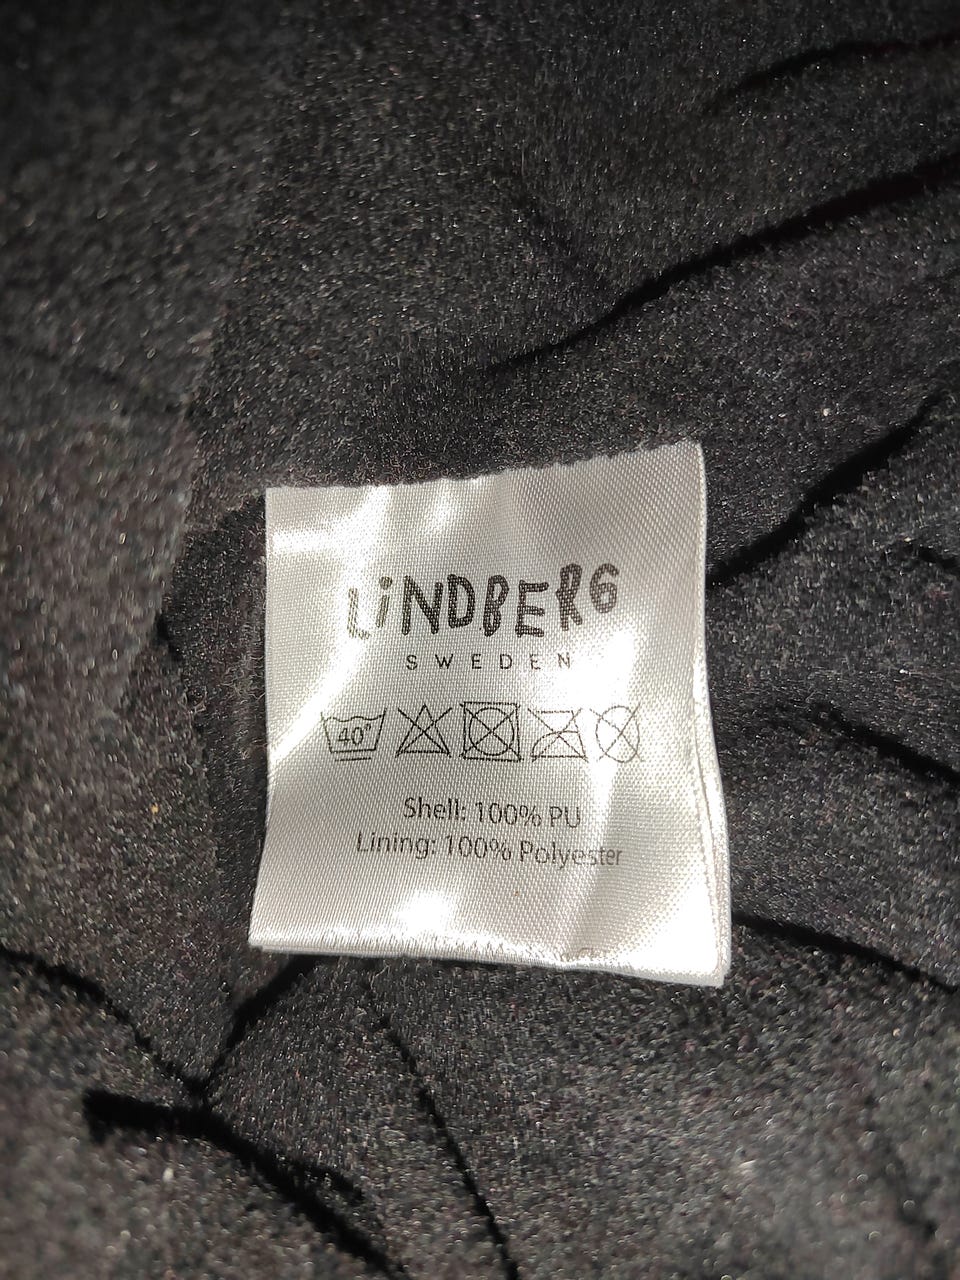 LiNDBERG
SWEDEN
40°
Shell: 100% PU
Lining: 100% Polyester